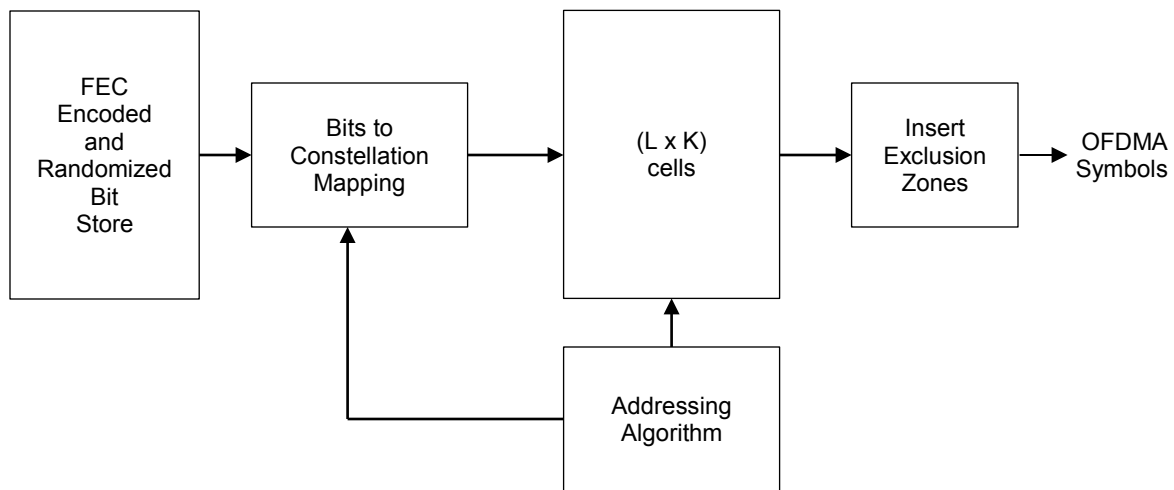 FEC
Encoded
and
Randomized
Bit
Store
Bits to
Constellation
Mapping
(L x K)
cells
Insert
Exclusion
Zones
OFDMA
Symbols
Addressing
Algorithm